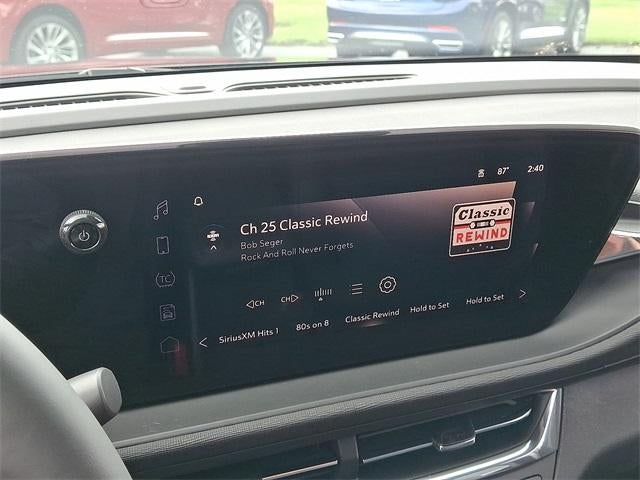 87° 2:40
Ch 25 Classic Rewind
Bob Seger
Rock And Roll Never Forgets
Classic
REWIND
TC
CH CH
SiriusXM Hits 1 80s on 8 Classic Rewind Hold to Set Hold to Set